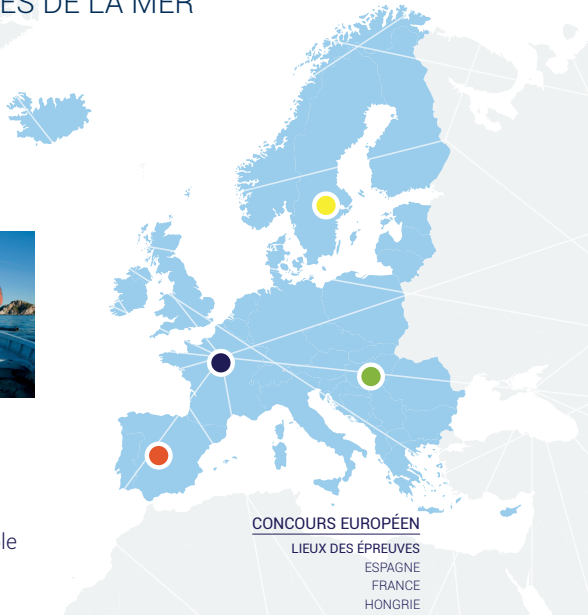 ES DE LA MER
le
CONCOURS EUROPÉEN
LIEUX DES ÉPREUVES
ESPAGNE
FRANCE
HONGRIE